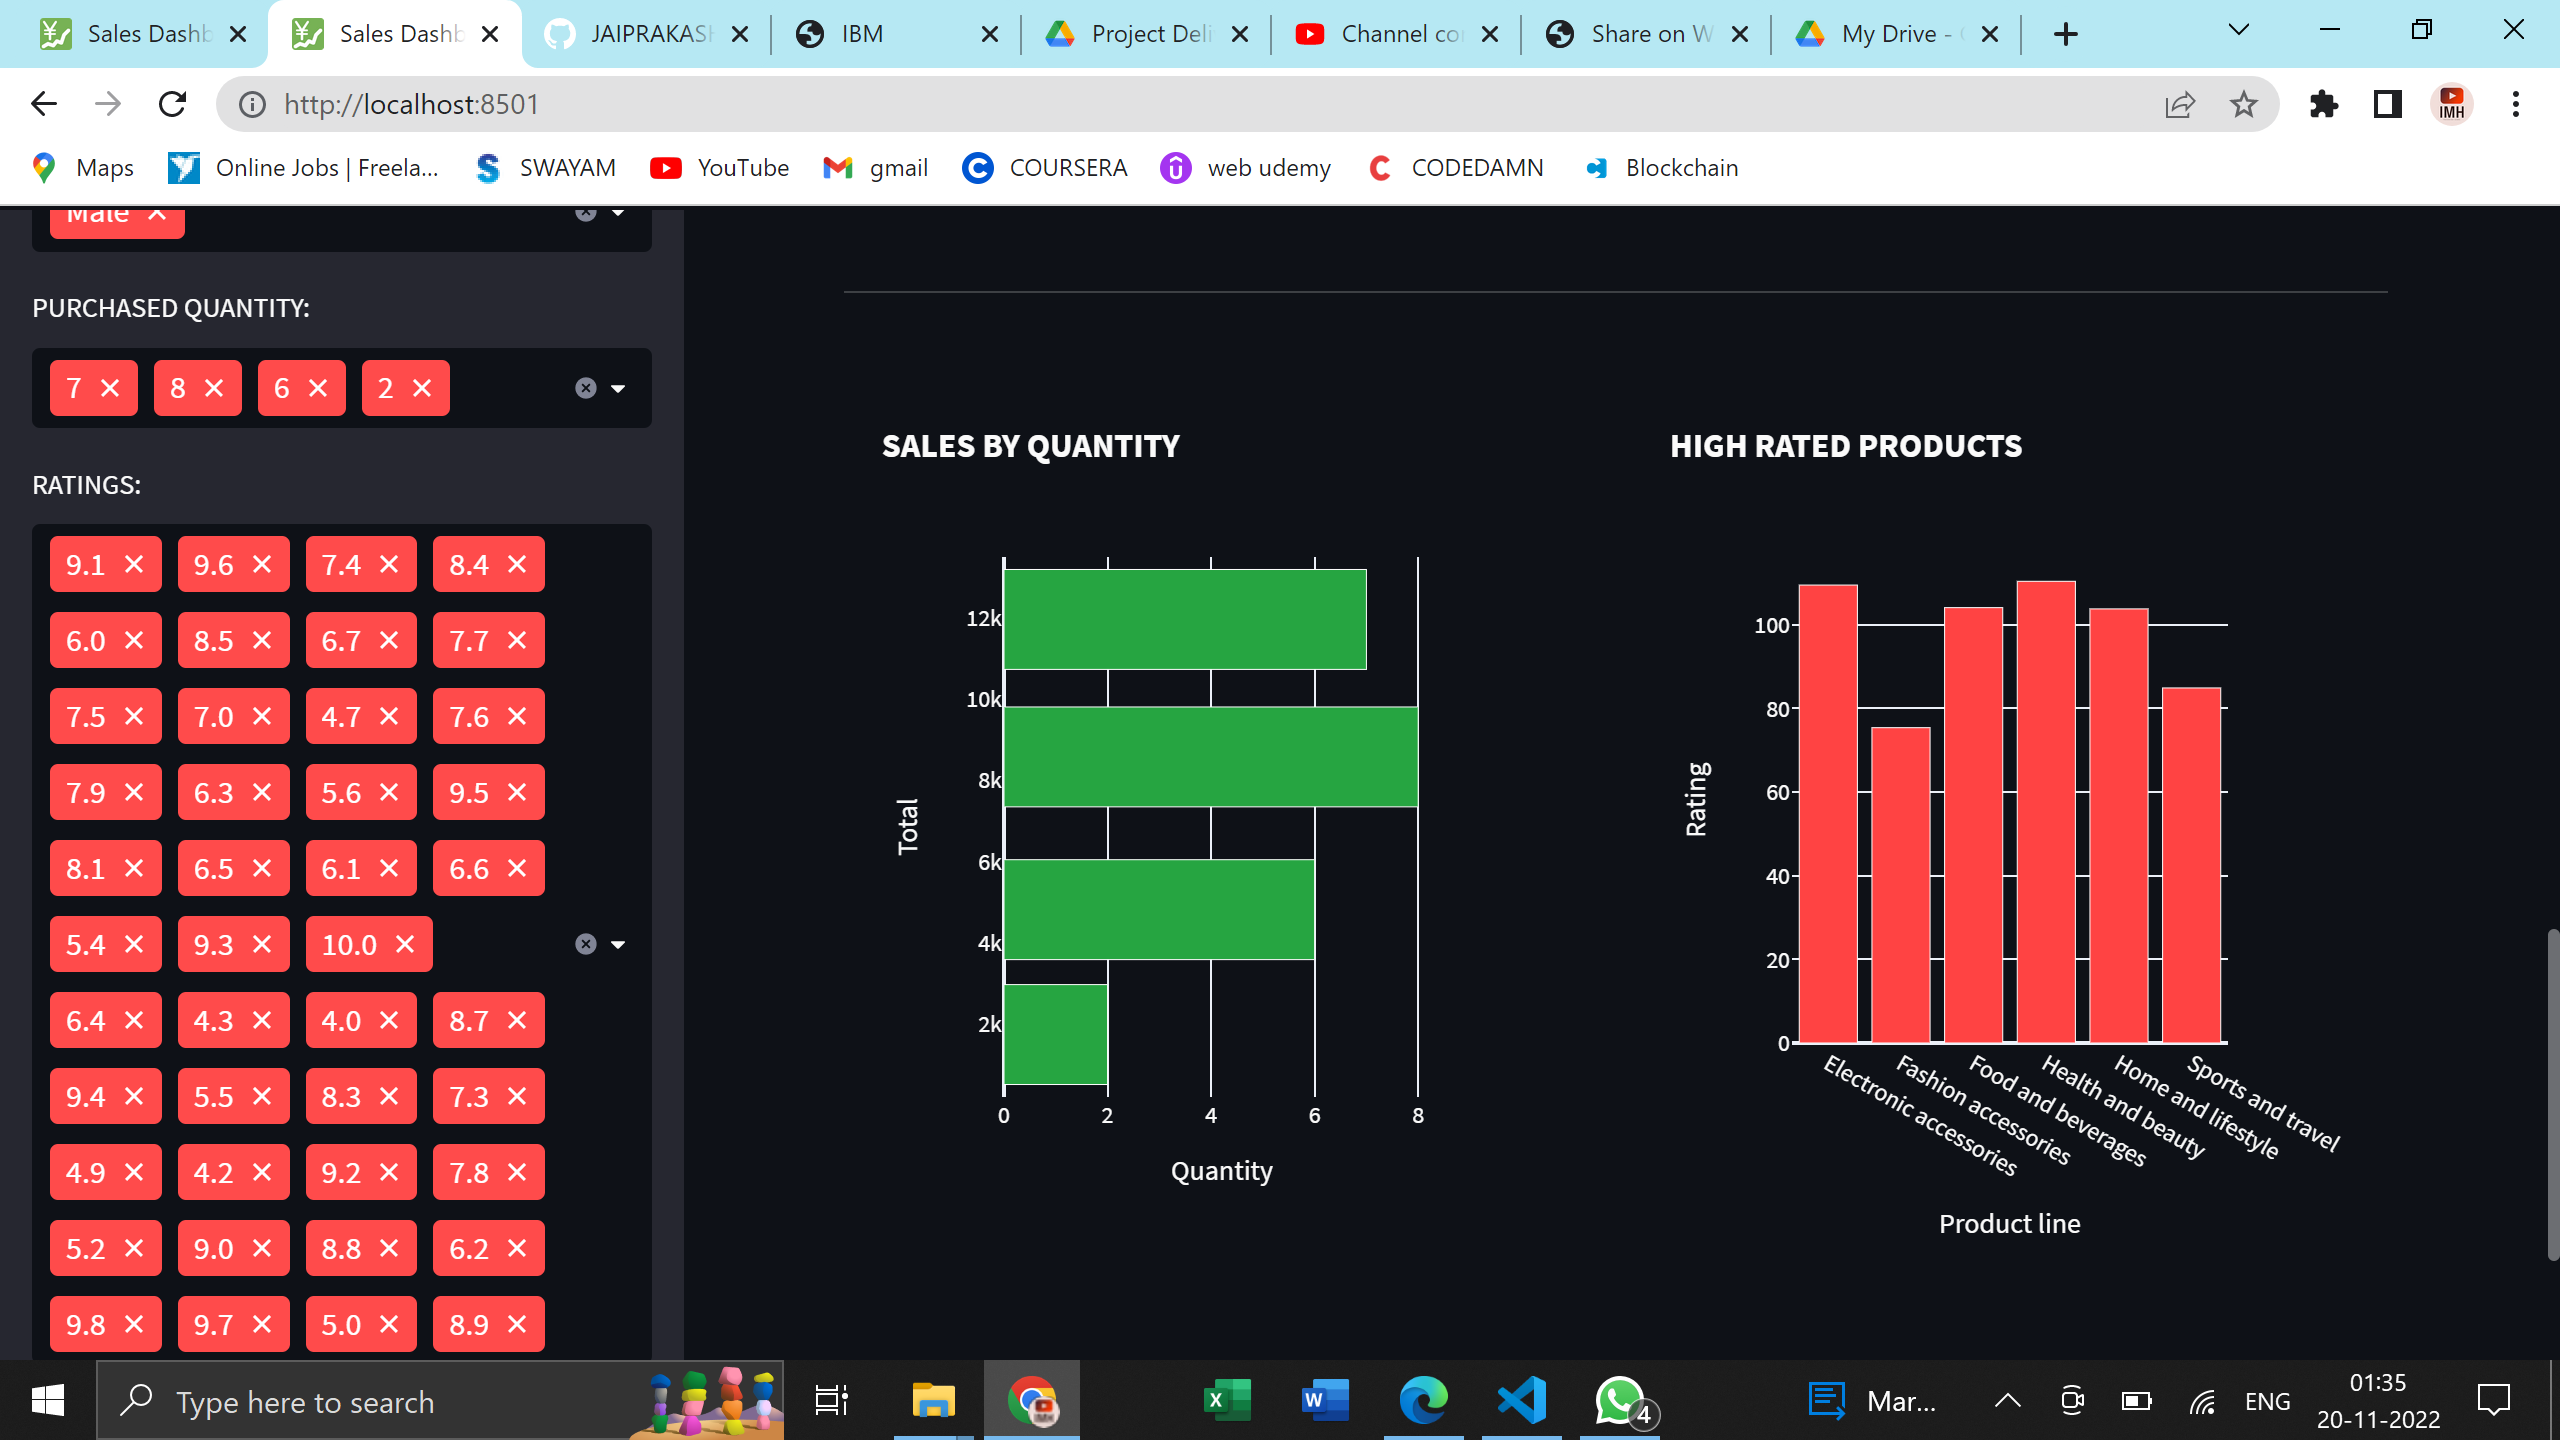 Sales Dashb
Sales Dashb
JAIPRAKASH
IBM
Project Deli
Channel co
Share on W
My Drive -
http://localhost:8501
IMH
Maps
Online Jobs | Freela...
SWAYAM
YouTube
gmail
COURSERA
web udemy
CODEDAMN
Blockchain
Male
PURCHASED QUANTITY:
7 8 6 2
RATINGS:
9.1 9.6 7.4 8.4
6.0 8.5 6.7 7.7
7.5 7.0 4.7 7.6
7.9 6.3 5.6 9.5
8.1 6.5 6.1 6.6
5.4 9.3 10.0
6.4 4.3 4.0 8.7
9.4 5.5 8.3 7.3
4.9 4.2 9.2 7.8
5.2 9.0 8.8 6.2
9.8 9.7 5.0 8.9
SALES BY QUANTITY
Total
12k
10k
8k
6k
4k
2k
0 2 4 6 8
Quantity
HIGH RATED PRODUCTS
Rating
100
80
60
40
20
0
Electronic accessories
Fashion accessories
Food and beverages
Health and beauty
Home and lifestyle
Sports and travel
Product line
Type here to search
4
Mar...
ENG
01:35
20-11-2022